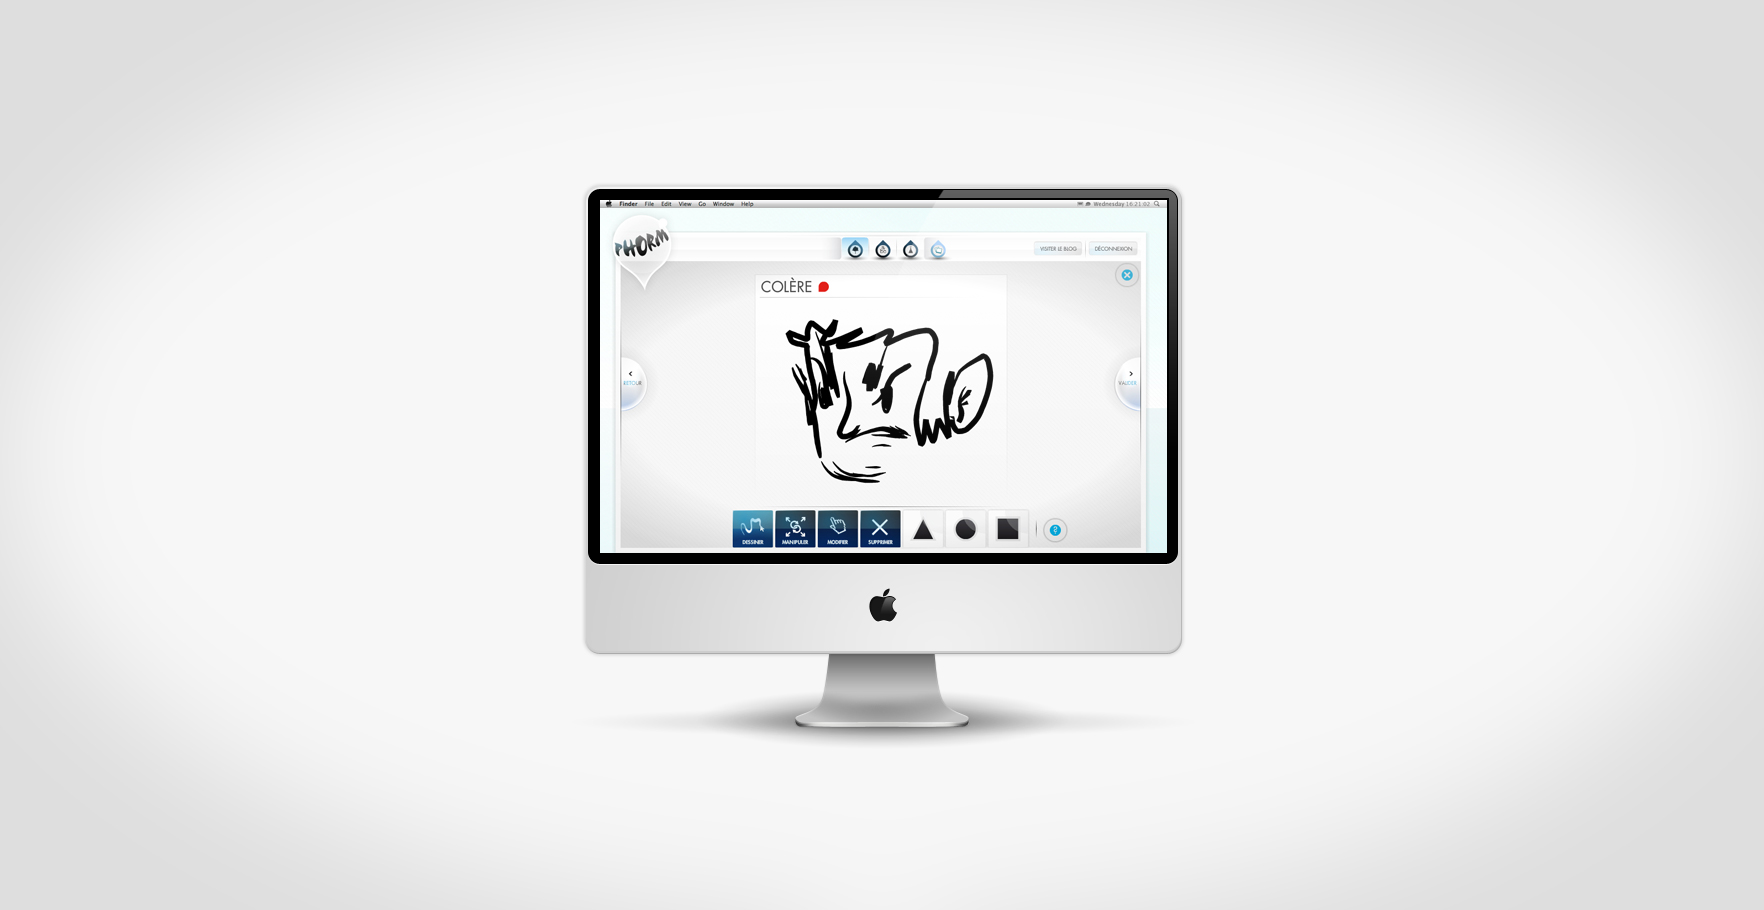 Finder File Edit View Go Window Help
Wednesday 16:21:02
PHORM
VISITER LE BLOG
DÉCONNEXION
COLÈRE
RETOUR
VALIDER
DESSINER
MANIPULER
MODIFIER
SUPPRIMER
?